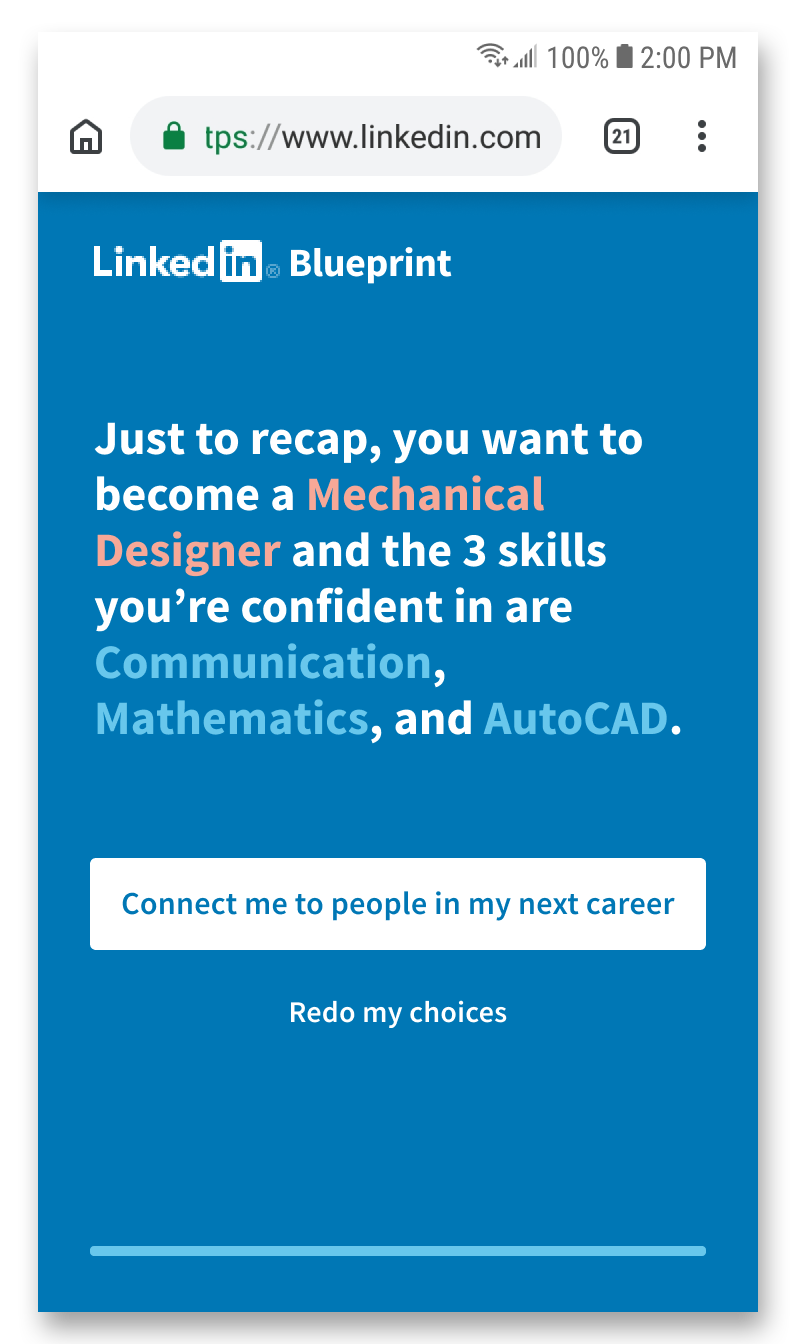 100% 2:00 PM
tps://www.linkedin.com 21
Linked in ® Blueprint
Just to recap, you want to
become a Mechanical
Designer and the 3 skills
you’re confident in are
Communication,
Mathematics, and AutoCAD.
Connect me to people in my next career
Redo my choices